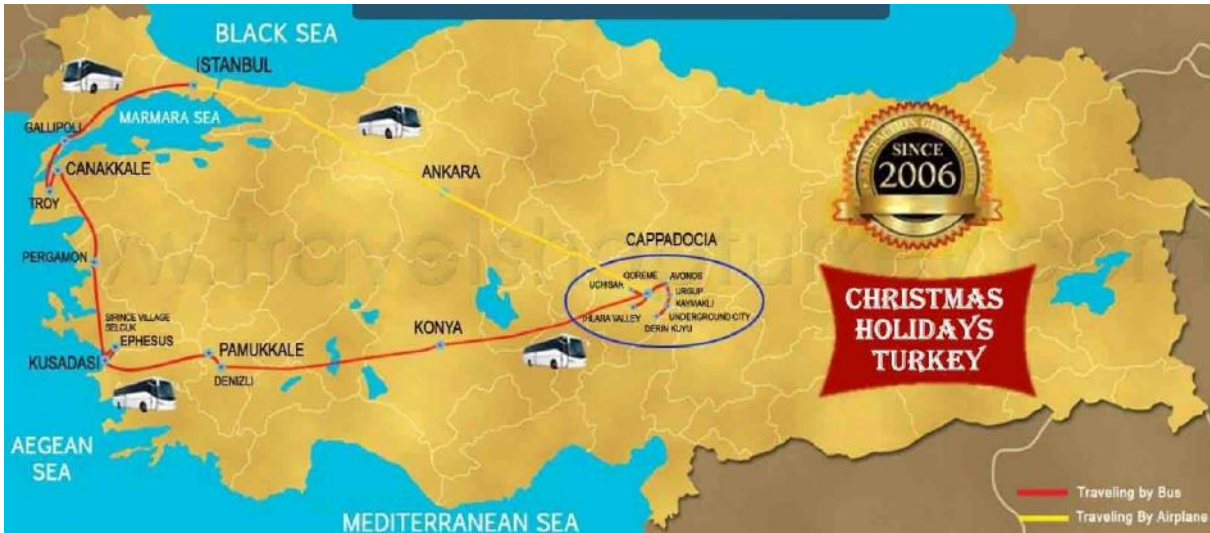 BLACK SEA
ISTANBUL
MARMARA SEA
GALLIPOLI
CANAKKALE
TROY
ANKARA
SINCE
2006
PERGAMON
CAPPADOCIA
GOREME
AVONOS
UCHISAR
URGUP
KAYMAKLI
IHLARA VALLEY
UNDERGROUND CITY
DERIN KUYU
CHRISTMAS
HOLIDAYS
TURKEY
SIRINCE VILLAGE
SELCUK
EPHESUS
KONYA
KUSADASI
PAMUKKALE
DENIZLI
AEGEAN
SEA
MEDITERRANEAN SEA
Traveling by Bus
Traveling By Airplane